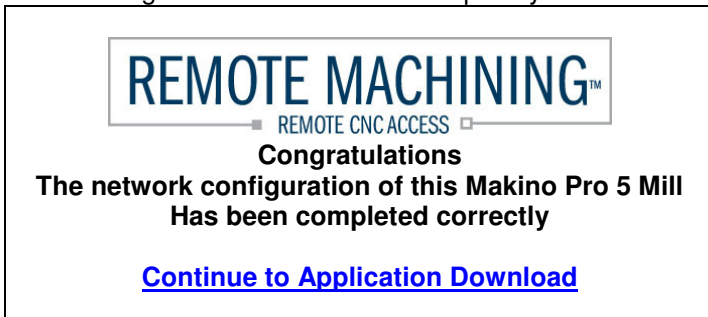 REMOTE MACHINING™
REMOTE CNC ACCESS
Congratulations
The network configuration of this Makino Pro 5 Mill
Has been completed correctly
Continue to Application Download